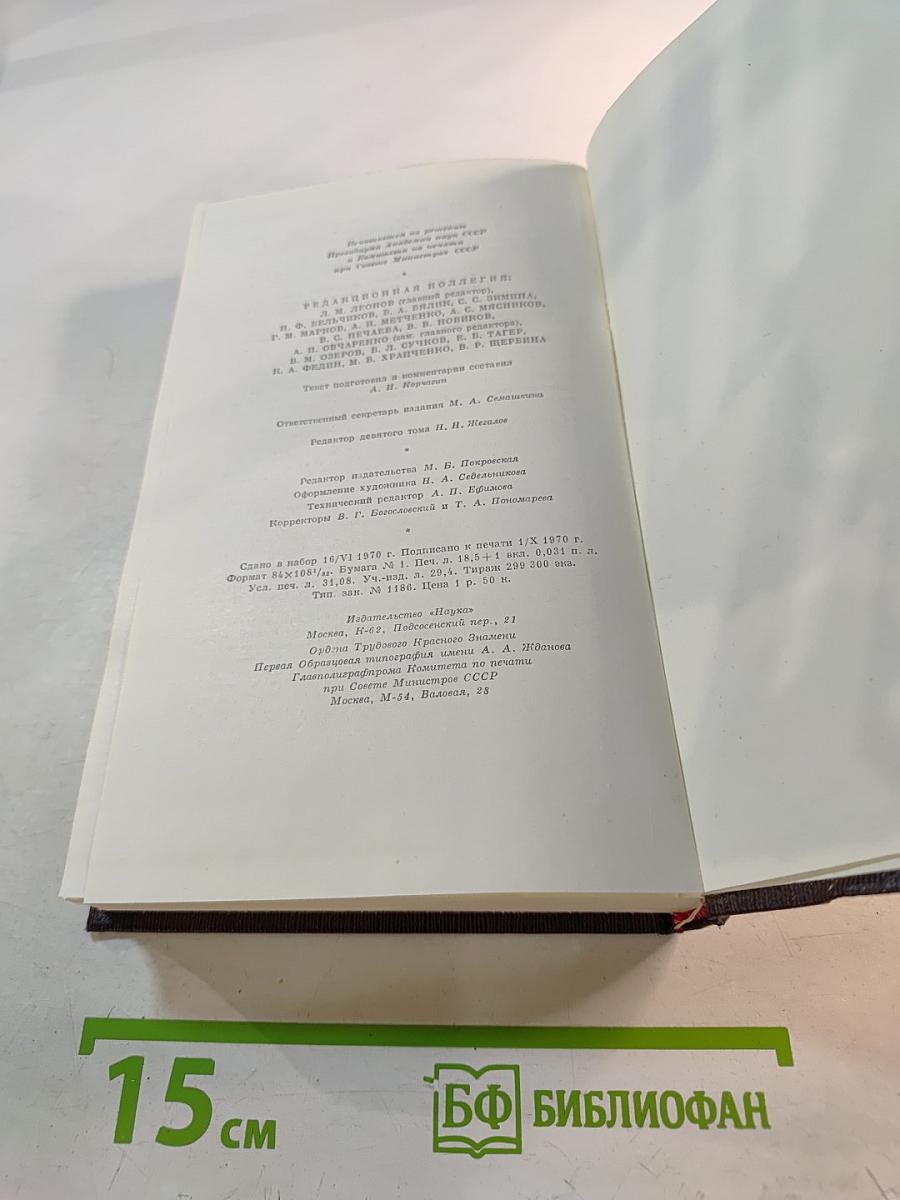 Печатается по решению
Президиума Академии наук СССР
и Комитета по печати
при Совете Министров СССР
*
РЕДАКЦИОННАЯ КОЛЛЕГИЯ:
Л. М. ЛЕОНОВ (главный редактор),
Н. Ф. БЕЛЬЧИКОВ, Б. А. БЯЛИК, С. С. ЗИМИНА,
Г. М. МАРКОВ, А. И. МЕТЧЕНКО, А. С. МЯСНИКОВ,
В. С. НЕЧАЕВА, В. В. НОВИКОВ,
А. И. ОВЧАРЕНКО (зам. главного редактора),
В. М. ОЗЕРОВ, Б. Л. СУЧКОВ, Е. Б. ТАГЕР,
К. А. ФЕДИН, М. Б. ХРАПЧЕНКО, В. Р. ЩЕРБИНА
Текст подготовил и комментарии составил
А. И. Корчагин
Ответственный секретарь издания М. А. Семашкина
Редактор девятого тома Н. Н. Жегалов
*
Редактор издательства М. Б. Покровская
Оформление художника Н. А. Седельникова
Технический редактор А. П. Ефимова
Корректоры В. Г. Богословский и Т. А. Пономарева
*
Сдано в набор 16/VI 1970 г. Подписано к печати 1/X 1970 г.
Формат 84×108¹/₃₂. Бумага № 1. Печ. л. 18,5+1 вкл. 0,031 п. л.
Усл. печ. л. 31,08. Уч.-изд. л. 29,4. Тираж 299 300 экз.
Тип. зак. № 1186. Цена 1 р. 50 к.
Издательство «Наука»
Москва, К-62, Подсосенский пер., 21
Ордена Трудового Красного Знамени
Первая Образцовая типография имени А. А. Жданова
Главполиграфпрома Комитета по печати
при Совете Министров СССР
Москва, М-54, Валовая, 28
15 см
БФ БИБЛИОФАН